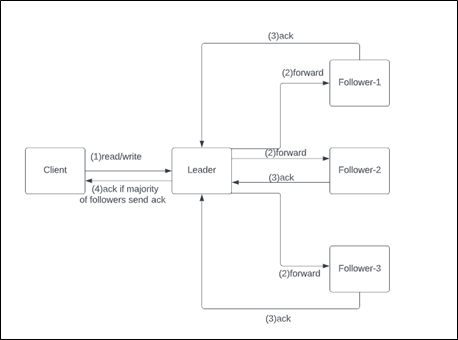 (3)ack
(2)forward
Follower-1
(1)read/write
(2)forward
Client
Leader
Follower-2
(3)ack
(4)ack if majority
of followers send ack
Follower-3
(2)forward
(3)ack